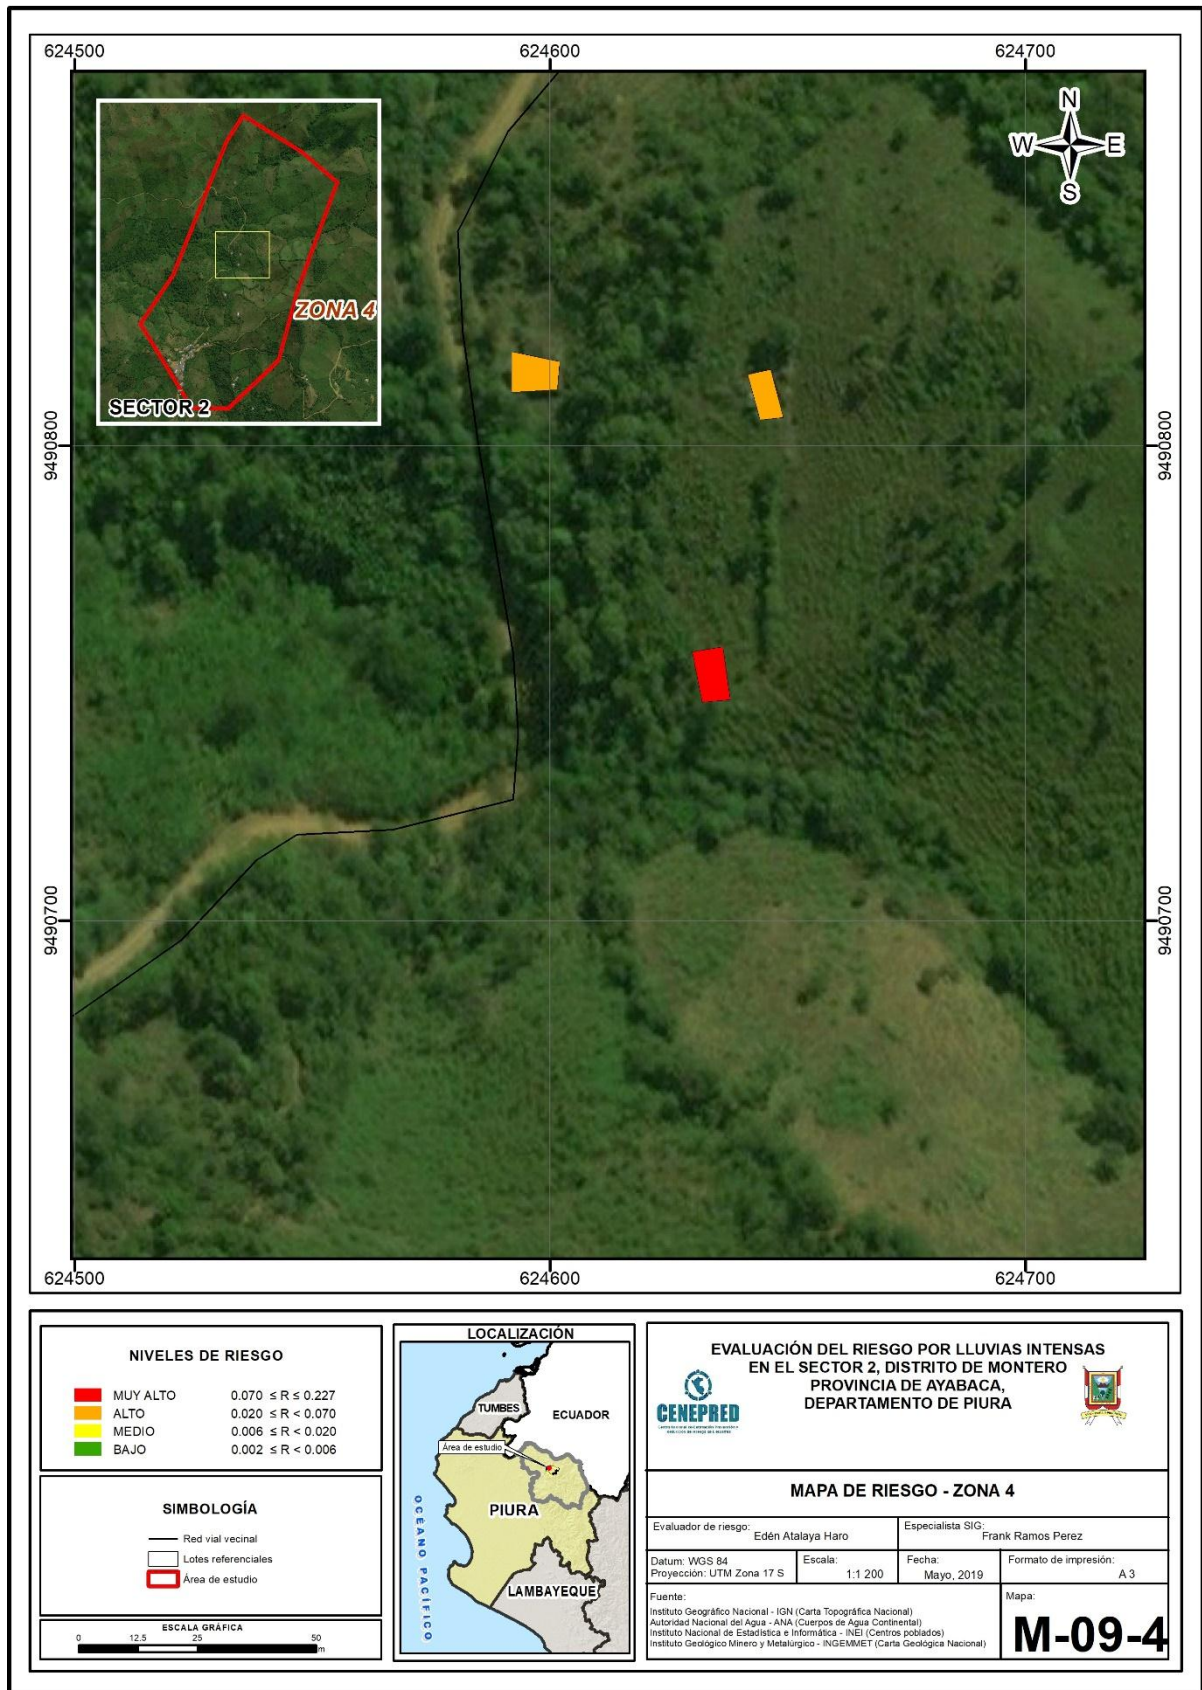 624500
624600
624700
N
W
E
S
ZONA 4
SECTOR 2
9490800
9490800
9490700
9490700
624500
624600
624700
NIVELES DE RIESGO
MUY ALTO 0.070 ≤ R ≤ 0.227
ALTO 0.020 ≤ R < 0.070
MEDIO 0.006 ≤ R < 0.020
BAJO 0.002 ≤ R < 0.006
SIMBOLOGÍA
Red vial vecinal
Lotes referenciales
Área de estudio
ESCALA GRÁFICA
0 12.5 25 50
m
LOCALIZACIÓN
TUMBES
ECUADOR
Área de estudio
PIURA
OCÉANO PACÍFICO
LAMBAYEQUE
EVALUACIÓN DEL RIESGO POR LLUVIAS INTENSAS
EN EL SECTOR 2, DISTRITO DE MONTERO
PROVINCIA DE AYABACA,
DEPARTAMENTO DE PIURA
CENEPRED
MAPA DE RIESGO - ZONA 4
Evaluador de riesgo:
Edén Atalaya Haro
Especialista SIG:
Frank Ramos Perez
Datum: WGS 84
Proyección: UTM Zona 17 S
Escala:
1:1 200
Fecha:
Mayo, 2019
Formato de impresión:
A 3
Fuente:
Instituto Geográfico Nacional - IGN (Carta Topográfica Nacional)
Autoridad Nacional del Agua - ANA (Cuerpos de Agua Continental)
Instituto Nacional de Estadística e Informática - INEI (Centros poblados)
Instituto Geológico Minero y Metalúrgico - INGEMMET (Carta Geológica Nacional)
Mapa:
M-09-4